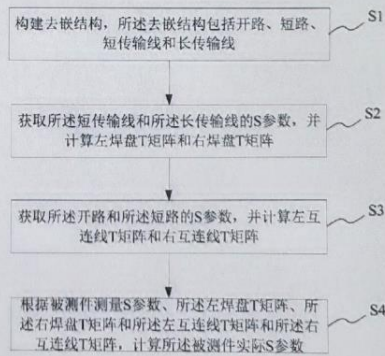 构建去嵌结构，所述去嵌结构包括开路、短路、
短传输线和长传输线
S1
获取所述短传输线和所述长传输线的S参数，并
计算左焊盘T矩阵和右焊盘T矩阵
S2
获取所述开路和所述短路的S参数，并计算左互
连线T矩阵和右互连线T矩阵
S3
根据被测件测量S参数、所述左焊盘T矩阵、所
述右焊盘T矩阵和所述左互连线T矩阵和所述右
互连线T矩阵，计算所述被测件实际S参数
S4